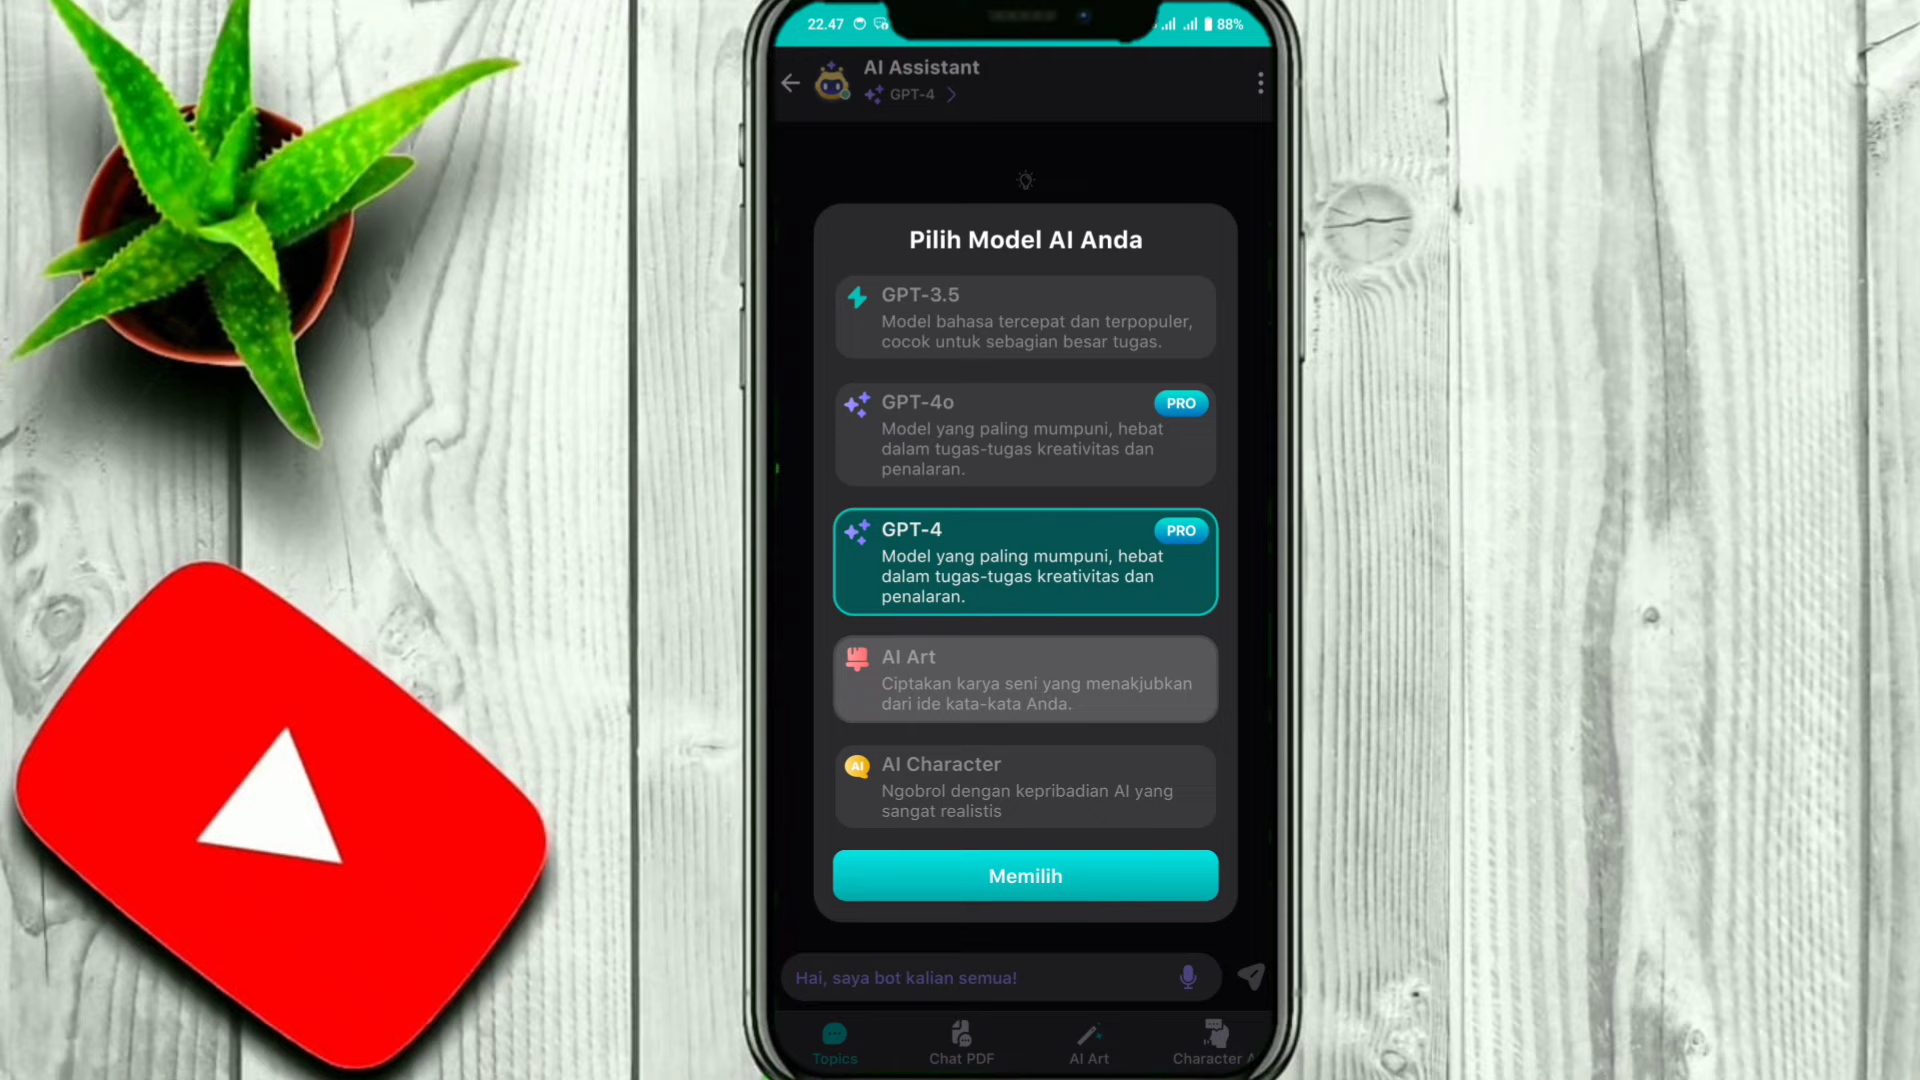 22.47
88%
AI Assistant
GPT-4
Pilih Model AI Anda
GPT-3.5
Model bahasa tercepat dan terpopuler,
cocok untuk sebagian besar tugas.
GPT-4o
PRO
Model yang paling mumpuni, hebat
dalam tugas-tugas kreativitas dan
penalaran.
GPT-4
PRO
Model yang paling mumpuni, hebat
dalam tugas-tugas kreativitas dan
penalaran.
AI Art
Ciptakan karya seni yang menakjubkan
dari ide kata-kata Anda.
AI
AI Character
Ngobrol dengan kepribadian AI yang
sangat realistis
Memilih
Hai, saya bot kalian semua!
Topics
Chat PDF
AI Art
Character A